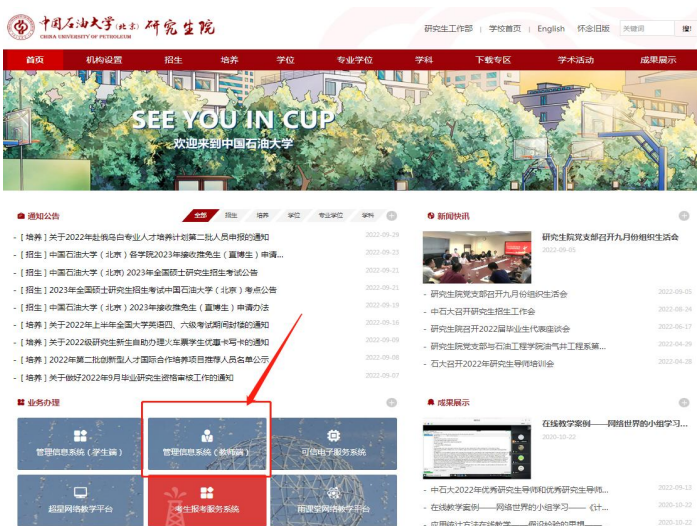 中国石油大学(北京) 研究生院
CHINA UNIVERSITY OF PETROLEUM
研究生工作部 | 学校首页 | English 怀念旧版 关键词 搜
首页 机构设置 招生 培养 学位 专业学位 学科 下载专区 学术活动 成果展示
SEE YOU IN CUP
欢迎来到中国石油大学
通知公告 全部 招生 培养 学位 专业学位 学科
- [ 培养 ] 关于2022年赴俄乌白专业人才培养计划第二批人员申报的通知 2022-09-29
- [ 招生 ] 中国石油大学（北京）各学院2023年接收推免生（直博生）申请... 2022-09-23
- [ 招生 ] 中国石油大学（北京) 2023年全国硕士研究生招生考试公告 2022-09-21
- [ 招生 ] 2023年全国硕士研究生招生考试中国石油大学（北京）考点公告 2022-09-21
- [ 招生 ] 中国石油大学（北京）2023年接收推免生（直博生）申请办法 2022-09-19
- [ 培养 ] 关于2022年上半年全国大学英语四、六级考试期间封楼的通知 2022-09-16
- [ 培养 ] 关于2022级研究生新生自助办理火车票学生优惠卡写卡的通知 2022-09-09
- [ 培养 ] 2022年第二批创新型人才国际合作培养项目推荐人员名单公示 2022-09-08
- [ 培养 ] 关于做好2022年9月毕业研究生资格审核工作的通知 2022-09-07
新闻快讯
研究生院党支部召开九月份组织生活会
2022-09-05
- 研究生院党支部召开九月份组织生活会 2022-09-05
- 中石大召开研究生招生工作会 2022-08-24
- 研究生院召开2022届毕业生代表座谈会 2022-06-17
- 研究生院党支部与石油工程学院油气井工程系第... 2022-04-29
- 石大召开2022年研究生导师培训会 2022-04-28
业务办理
管理信息系统（学生端） 管理信息系统（教师端） 可信电子服务系统
超星网络教学平台 考生报考服务系统 雨课堂网络教学平台
成果展示
在线教学案例——网络世界的小组学习...
2020-10-22
- 中石大2022年优秀研究生导师和优秀研究生导师... 2022-09-13
- 在线教学案例——网络世界的小组学习——《计... 2020-10-22
- 应用统计方法在线教学——假设检验的思想 2020-10-22